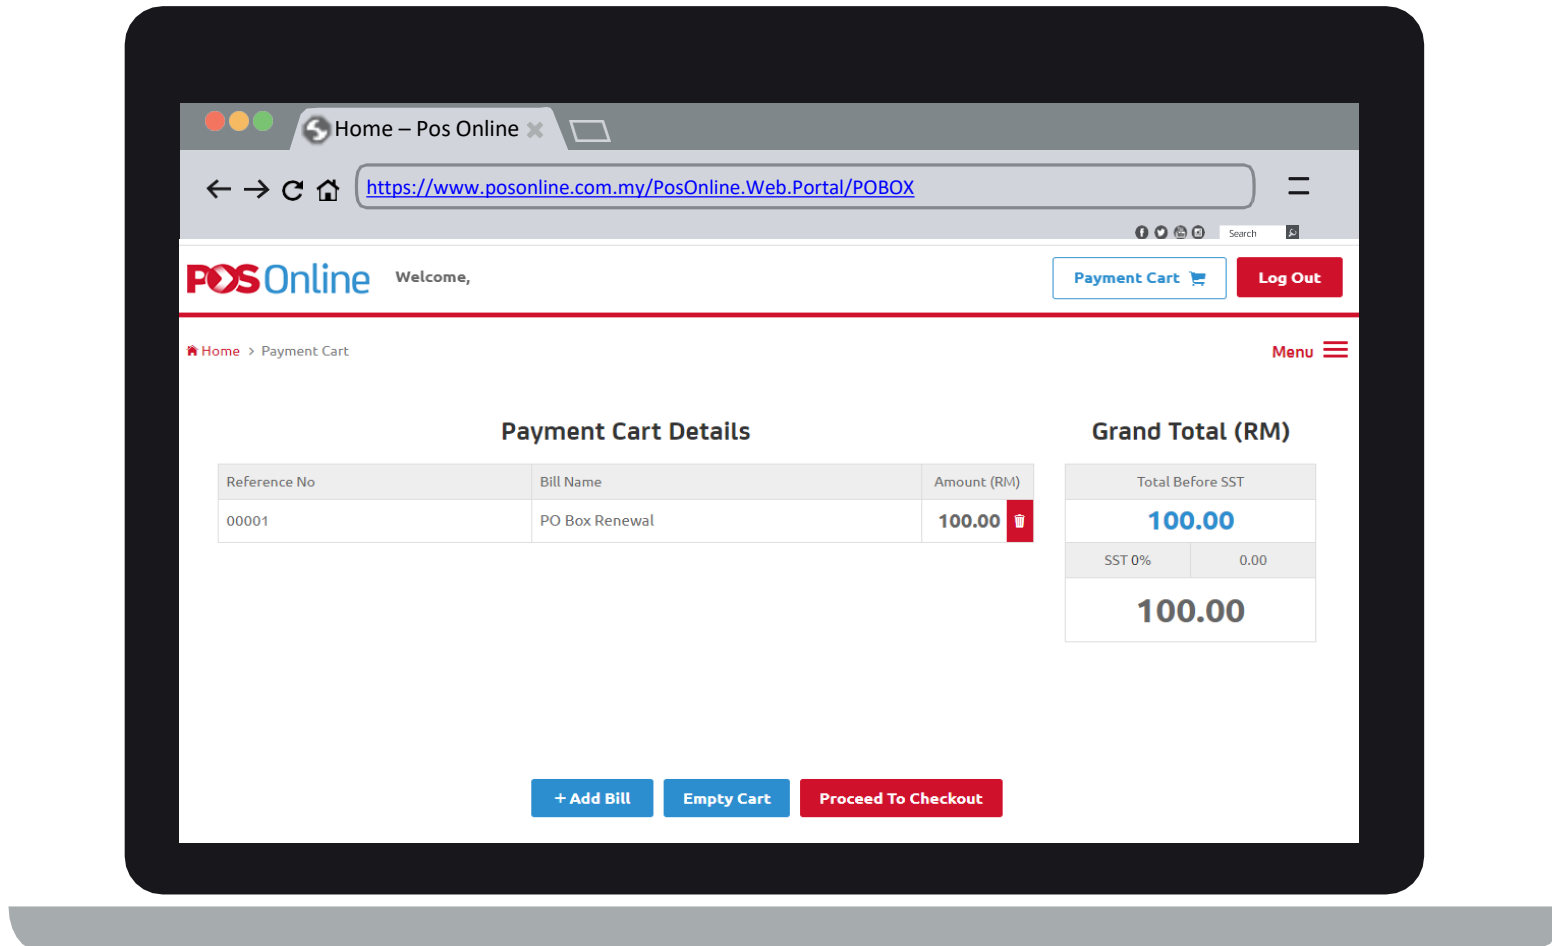 Home – Pos Online
https://www.posonline.com.my/PosOnline.Web.Portal/POBOX
Search
POS Online Welcome, Payment Cart Log Out
Home > Payment Cart Menu
Payment Cart Details Grand Total (RM)
Reference No Bill Name Amount (RM) Total Before SST
00001 PO Box Renewal 100.00 100.00
SST 0% 0.00
100.00
+ Add Bill Empty Cart Proceed To Checkout